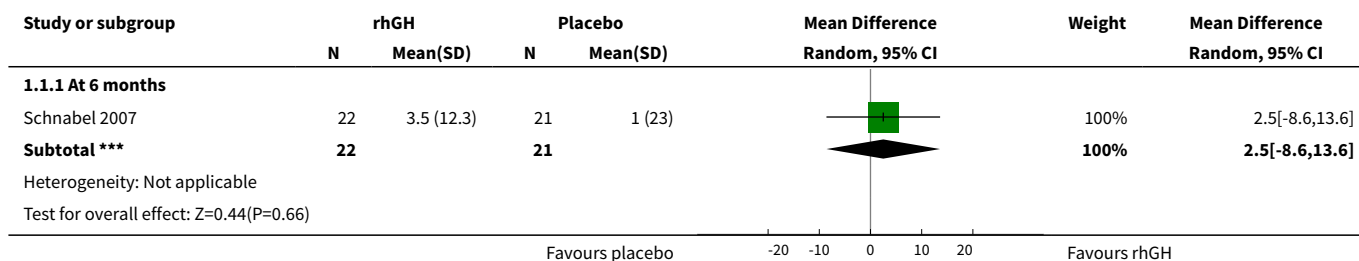 Study or subgroup rhGH Placebo Mean Difference Weight Mean Difference
N Mean(SD) N Mean(SD) Random, 95% CI Random, 95% CI
1.1.1 At 6 months
Schnabel 2007 22 3.5 (12.3) 21 1 (23) 100% 2.5[-8.6,13.6]
Subtotal *** 22 21 100% 2.5[-8.6,13.6]
Heterogeneity: Not applicable
Test for overall effect: Z=0.44(P=0.66)
Favours placebo -20 -10 0 10 20 Favours rhGH